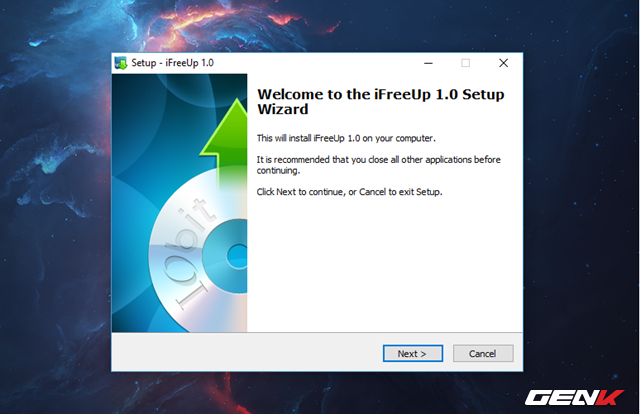 Setup - iFreeUp 1.0
Welcome to the iFreeUp 1.0 Setup
Wizard
This will install iFreeUp 1.0 on your computer.
It is recommended that you close all other applications before
continuing.
Click Next to continue, or Cancel to exit Setup.
IObit
Next >
Cancel
GENK